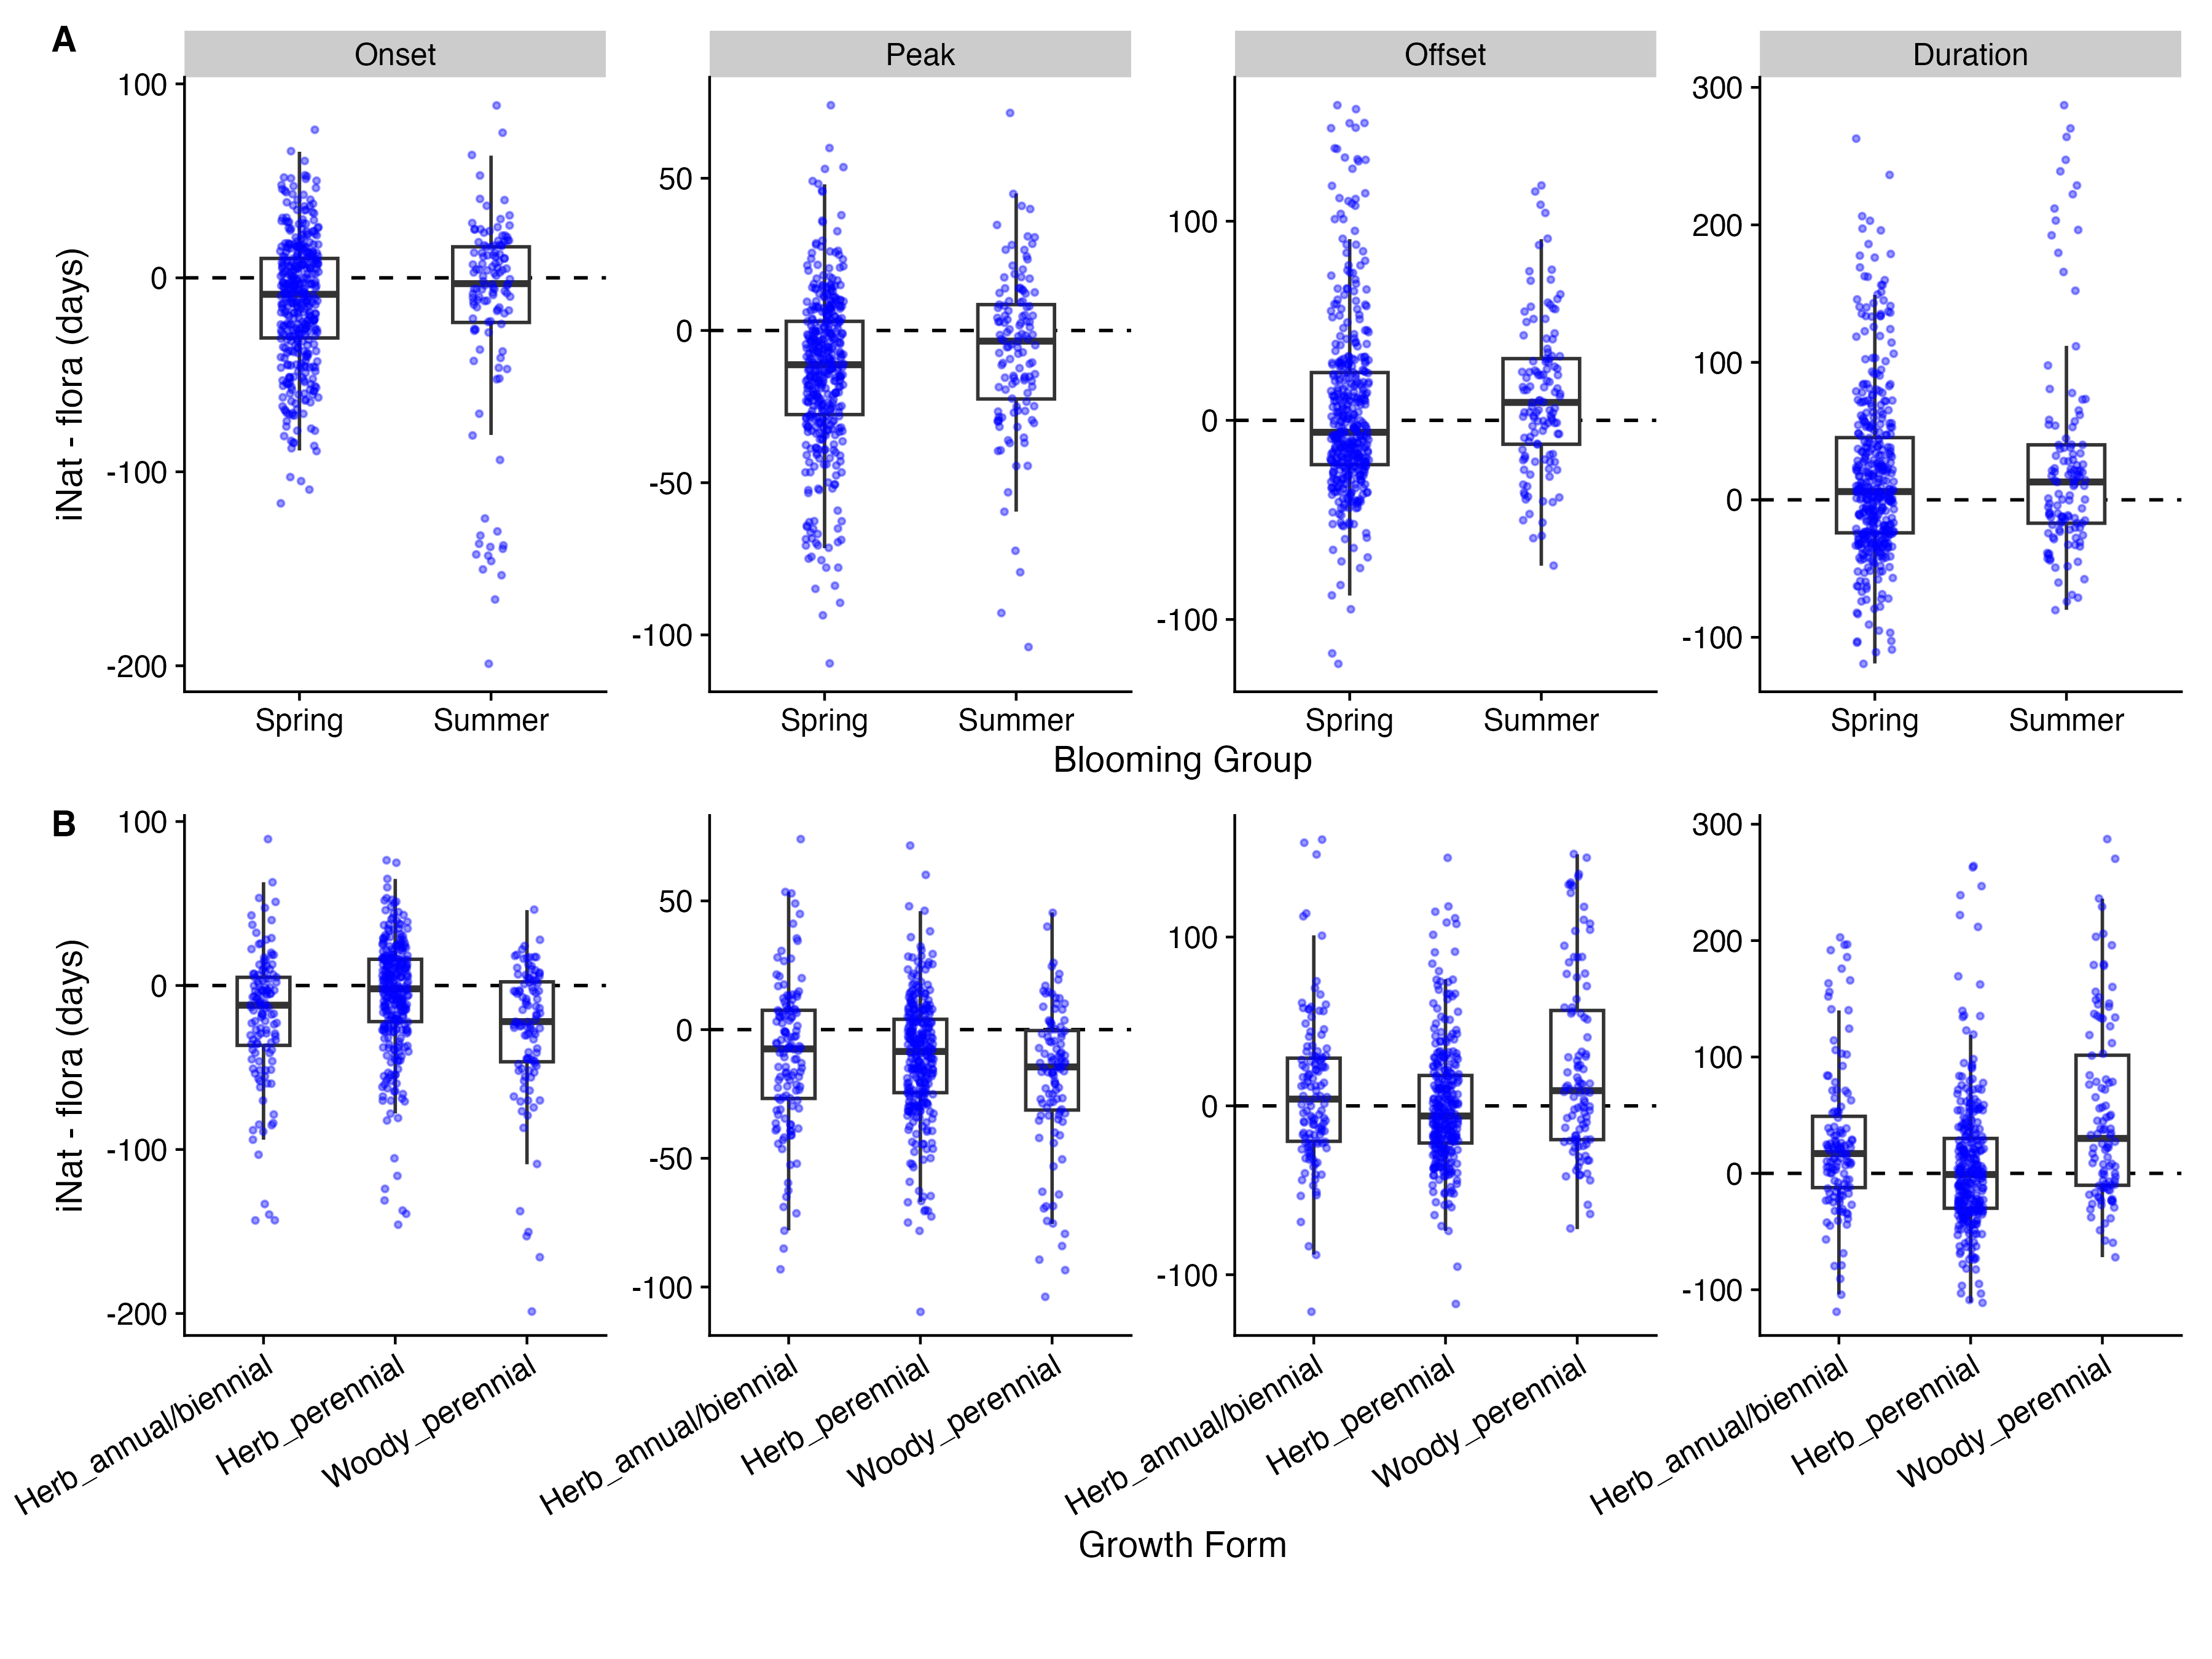 A
Onset
Peak
Offset
Duration
iNat - flora (days)
100
0
-100
-200
50
0
-50
-100
100
0
-100
300
200
100
0
-100
Spring
Summer
Spring
Summer
Spring
Summer
Spring
Summer
Blooming Group
B
iNat - flora (days)
100
0
-100
-200
50
0
-50
-100
100
0
-100
300
200
100
0
-100
Herb_annual/biennial
Herb_perennial
Woody_perennial
Herb_annual/biennial
Herb_perennial
Woody_perennial
Herb_annual/biennial
Herb_perennial
Woody_perennial
Herb_annual/biennial
Herb_perennial
Woody_perennial
Growth Form